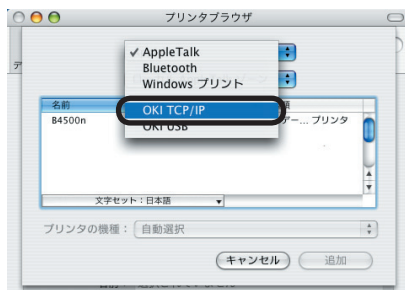 プリンタブラウザ
✓ AppleTalk
Bluetooth
Windows プリント
OKI TCP/IP
OKI USB
名前
B4500n
プリンタ
文字セット：日本語
プリンタの機種：
自動選択
キャンセル
追加